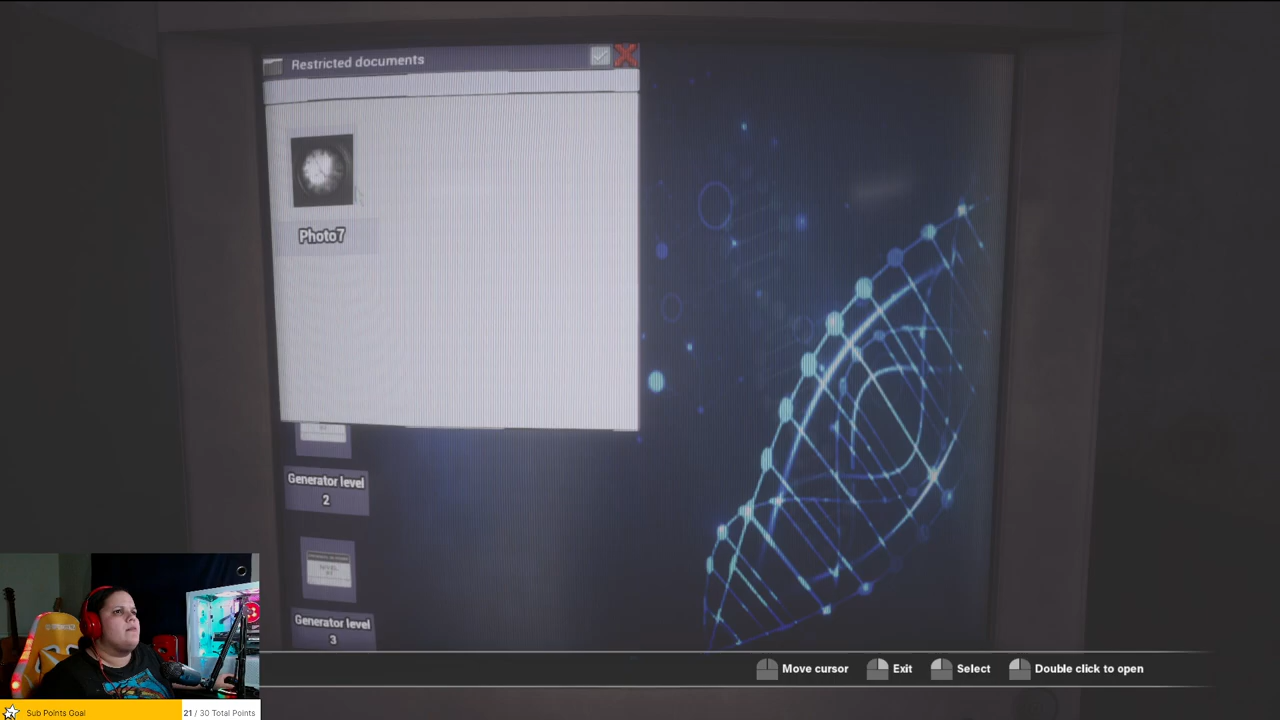 Restricted documents
Photo7
Generator level
2
Generator level
3
Move cursor
Exit
Select
Double click to open
Sub Points Goal
21 / 30 Total Points